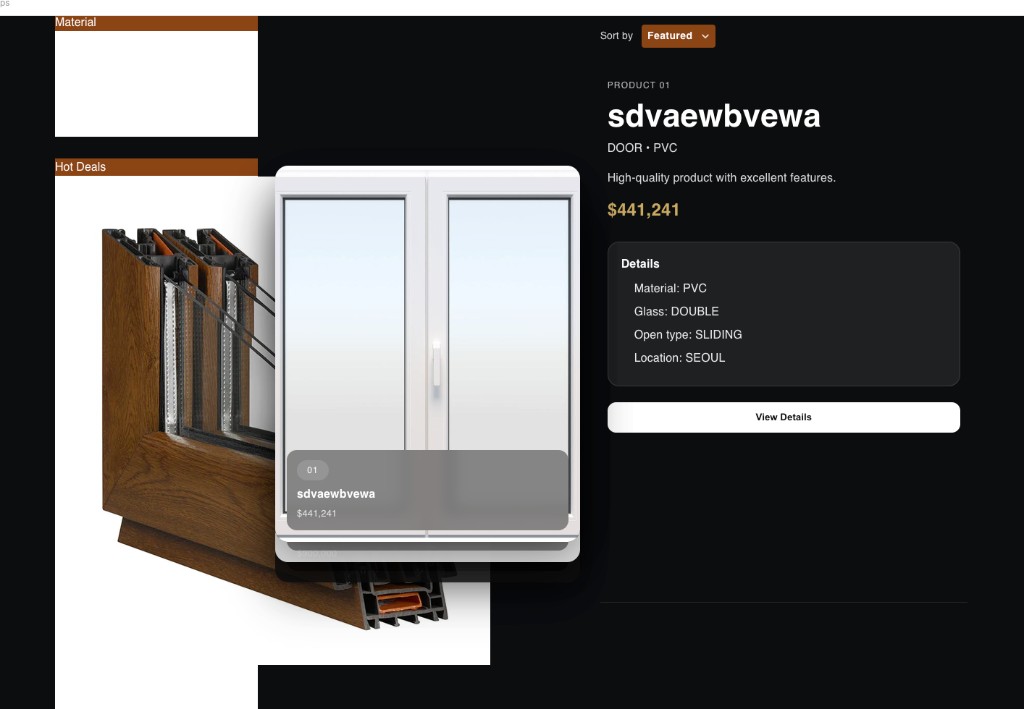 ps
Material
Hot Deals
Sort by Featured
PRODUCT 01
sdvaewbvewa
DOOR • PVC
High-quality product with excellent features.
$441,241
Details
Material: PVC
Glass: DOUBLE
Open type: SLIDING
Location: SEOUL
View Details
01
sdvaewbvewa
$441,241